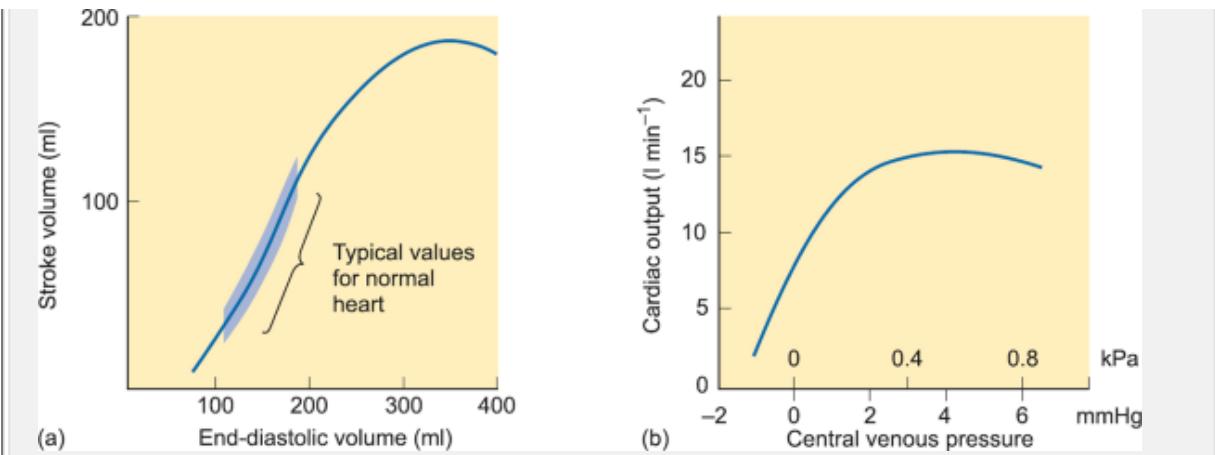 200
100
Stroke volume (ml)
Typical values
for normal
heart
100 200 300 400
(a) End-diastolic volume (ml)
20
15
10
5
0
Cardiac output (l min⁻¹)
0 0.4 0.8 kPa
−2 0 2 4 6 mmHg
(b) Central venous pressure